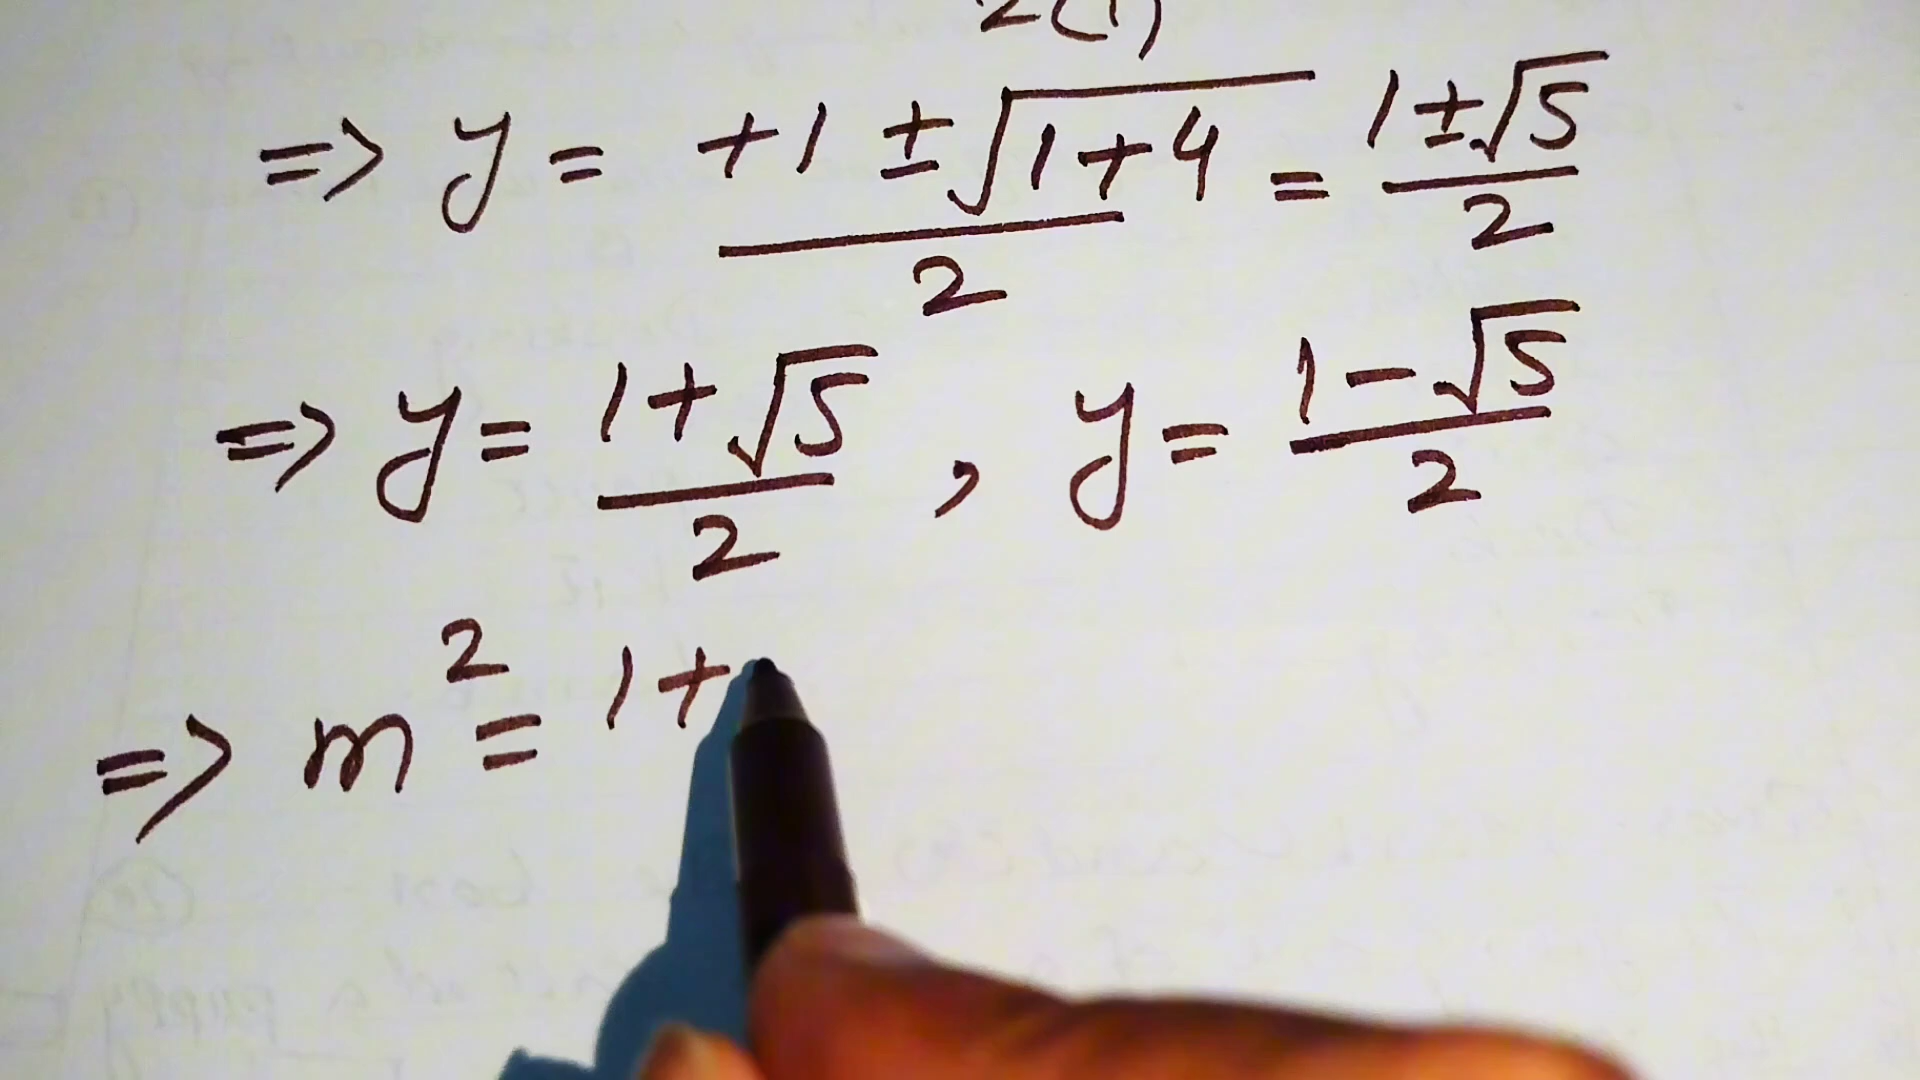 2(1)
=> y = +1 ± √1+4 / 2 = 1 ± √5 / 2
=> y = 1 + √5 / 2 , y = 1 - √5 / 2
=> m² = 1 +